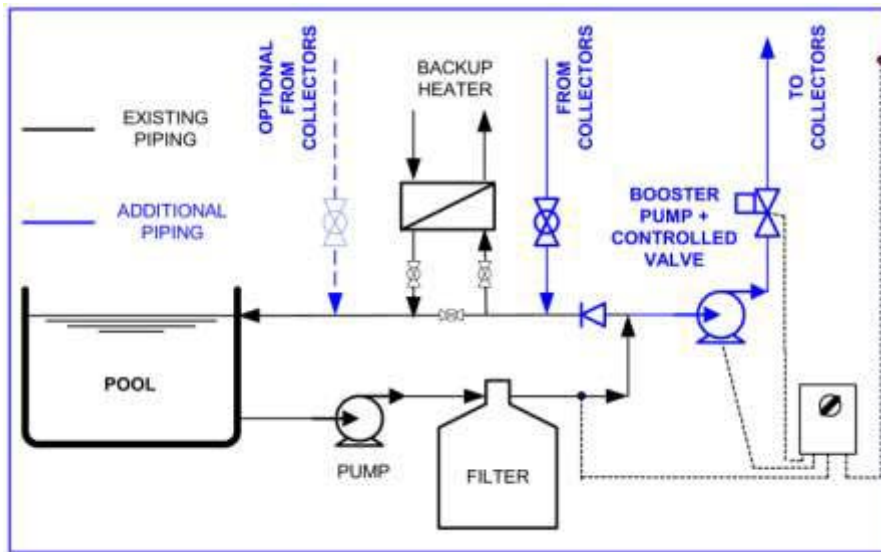 EXISTING
PIPING
ADDITIONAL
PIPING
OPTIONAL
FROM
COLLECTORS
BACKUP
HEATER
FROM
COLLECTORS
TO
COLLECTORS
BOOSTER
PUMP +
CONTROLLED
VALVE
POOL
PUMP
FILTER